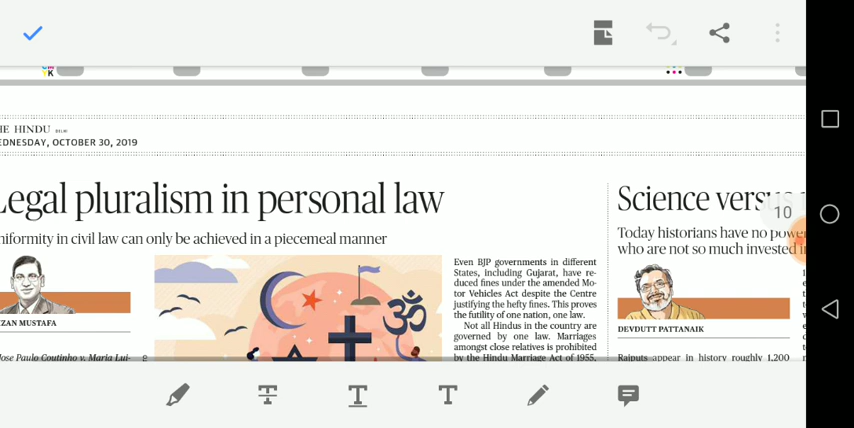 HE HINDU DELHI
EDNESDAY, OCTOBER 30, 2019
Legal pluralism in personal law
niformity in civil law can only be achieved in a piecemeal manner
IZAN MUSTAFA
Jose Paulo Coutinho v. Maria Lui-
Even BJP governments in different
States, including Gujarat, have re-
duced fines under the amended Mo-
tor Vehicles Act despite the Centre
justifying the hefty fines. This proves
the futility of one nation, one law.
Not all Hindus in the country are
governed by one law. Marriages
amongst close relatives is prohibited
by the Hindu Marriage Act of 1955,
Science versus
10
Today historians have no power
who are not so much invested i
DEVDUTT PATTANAIK
Rajputs appear in history roughly 1,200